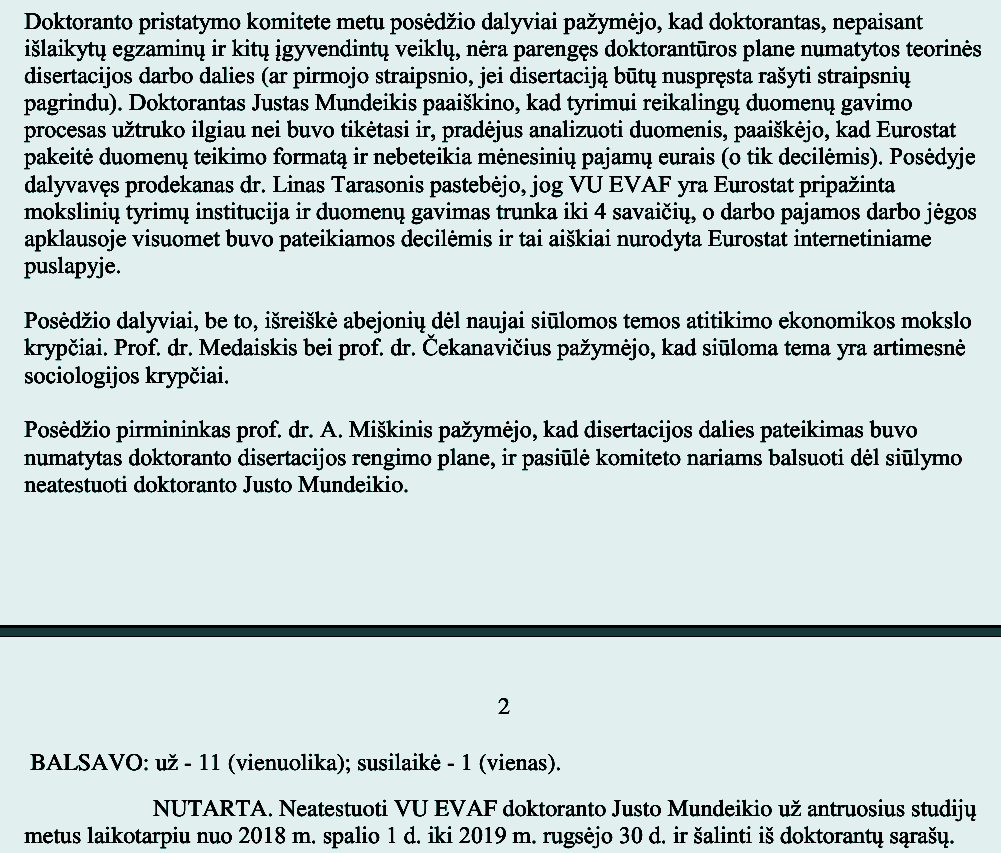 Doktoranto pristatymo komitete metu posėdžio dalyviai pažymėjo, kad doktorantas, nepaisant
išlaikytų egzaminų ir kitų įgyvendintų veiklų, nėra parengęs doktorantūros plane numatytos teorinės
disertacijos darbo dalies (ar pirmojo straipsnio, jei disertaciją būtų nuspręsta rašyti straipsnių
pagrindu). Doktorantas Justas Mundeikis paaiškino, kad tyrimui reikalingų duomenų gavimo
procesas užtruko ilgiau nei buvo tikėtasi ir, pradėjus analizuoti duomenis, paaiškėjo, kad Eurostat
pakeitė duomenų teikimo formatą ir nebeteikia mėnesinių pajamų eurais (o tik decilėmis). Posėdyje
dalyvavęs prodekanas dr. Linas Tarasonis pastebėjo, jog VU EVAF yra Eurostat pripažinta
mokslinių tyrimų institucija ir duomenų gavimas trunka iki 4 savaičių, o darbo pajamos darbo jėgos
apklausoje visuomet buvo pateikiamos decilėmis ir tai aiškiai nurodyta Eurostat internetiniame
puslapyje.
Posėdžio dalyviai, be to, išreiškė abejonių dėl naujai siūlomos temos atitikimo ekonomikos mokslo
krypčiai. Prof. dr. Medaiskis bei prof. dr. Čekanavičius pažymėjo, kad siūloma tema yra artimesnė
sociologijos krypčiai.
Posėdžio pirmininkas prof. dr. A. Miškinis pažymėjo, kad disertacijos dalies pateikimas buvo
numatytas doktoranto disertacijos rengimo plane, ir pasiūlė komiteto nariams balsuoti dėl siūlymo
neatestuoti doktoranto Justo Mundeikio.
2
BALSAVO: už - 11 (vienuolika); susilaikė - 1 (vienas).
NUTARTA. Neatestuoti VU EVAF doktoranto Justo Mundeikio už antruosius studijų
metus laikotarpiu nuo 2018 m. spalio 1 d. iki 2019 m. rugsėjo 30 d. ir šalinti iš doktorantų sąrašų.